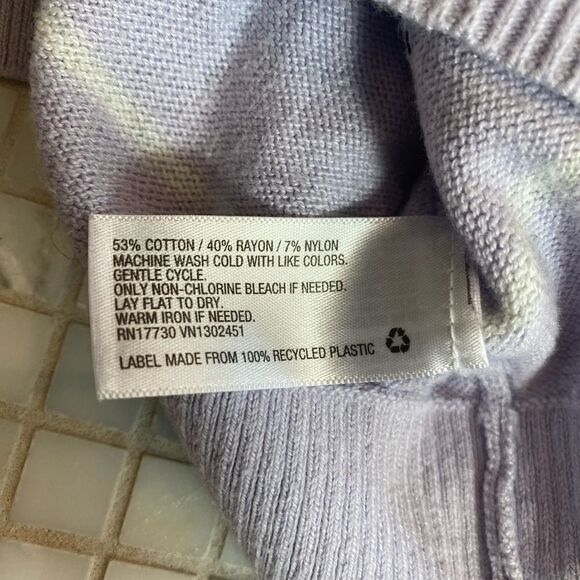 53% COTTON / 40% RAYON / 7% NYLON
MACHINE WASH COLD WITH LIKE COLORS.
GENTLE CYCLE.
ONLY NON-CHLORINE BLEACH IF NEEDED.
LAY FLAT TO DRY.
WARM IRON IF NEEDED.
RN17730 VN1302451
LABEL MADE FROM 100% RECYCLED PLASTIC